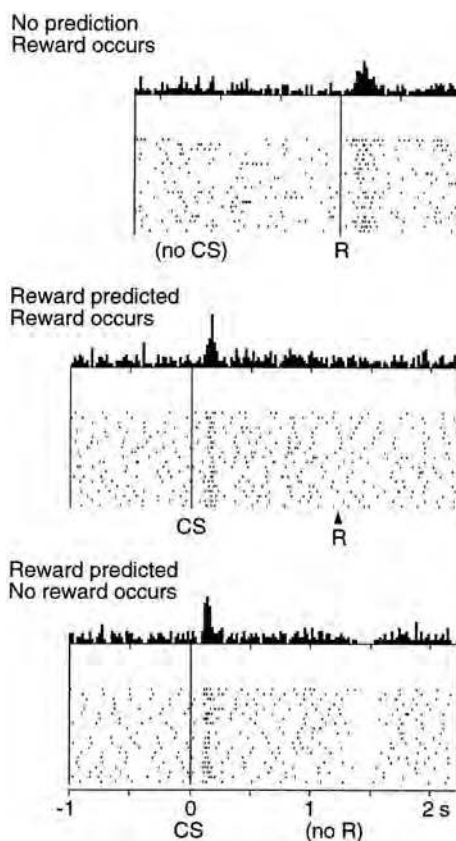 No prediction
Reward occurs
(no CS)
R
Reward predicted
Reward occurs
CS
R
Reward predicted
No reward occurs
-1
0
1
2 s
CS
(no R)